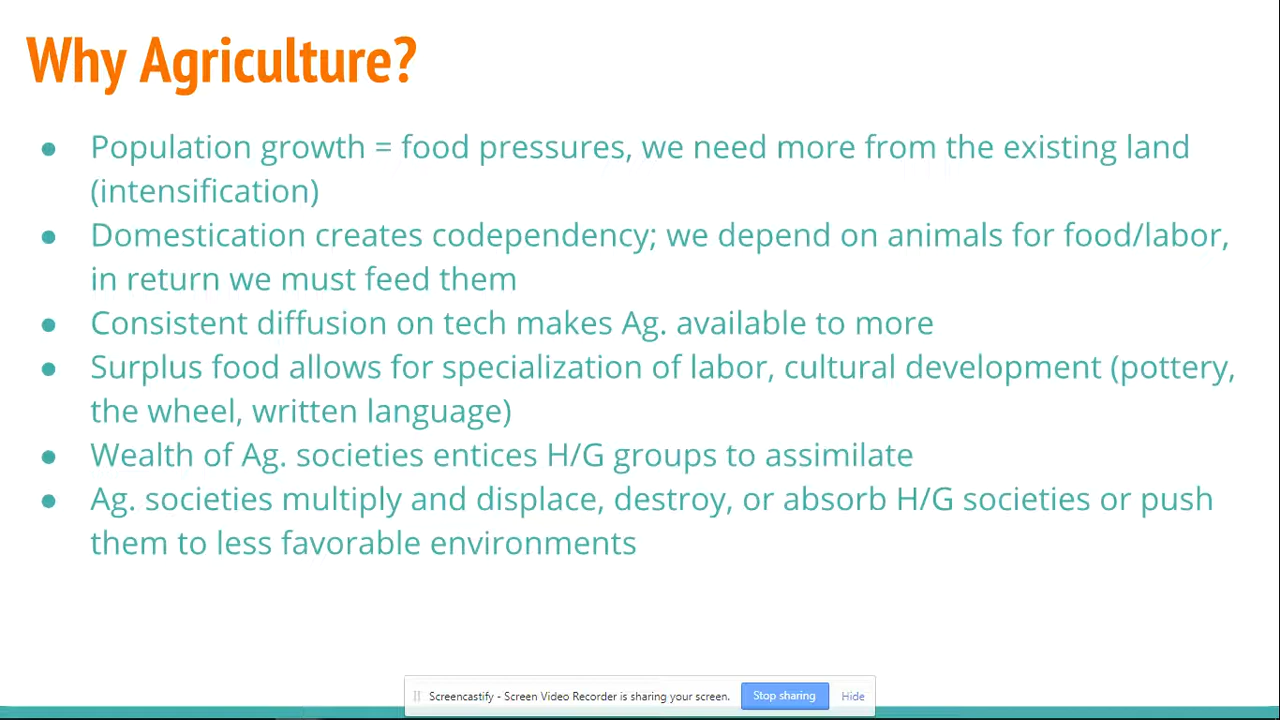 Why Agriculture?
● Population growth = food pressures, we need more from the existing land
(intensification)
● Domestication creates codependency; we depend on animals for food/labor,
in return we must feed them
● Consistent diffusion on tech makes Ag. available to more
● Surplus food allows for specialization of labor, cultural development (pottery,
the wheel, written language)
● Wealth of Ag. societies entices H/G groups to assimilate
● Ag. societies multiply and displace, destroy, or absorb H/G societies or push
them to less favorable environments
Screencastify - Screen Video Recorder is sharing your screen. Stop sharing Hide